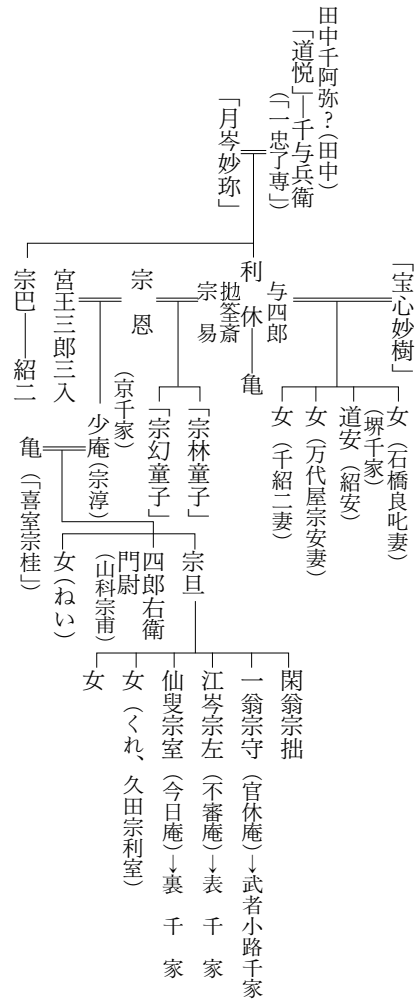 田中千阿弥？（田中）
「道悦」―千与兵衛
（「一忠了専」）
「月岑妙珎」
「宝心妙樹」
与四郎
利休―亀
抛筌斎
宗易
宗恩
宮王三郎三入
宗巴―紹二
女（石橋良叱妻）
（堺千家）
道安（紹安）
女（万代屋宗安妻）
女（千紹二妻）
「宗林童子」
「宗幻童子」
（京千家）
少庵（宗淳）
亀（「喜室宗桂」）
宗旦
四郎右衛
門尉
（山科宗甫）
女（ねい）
閑翁宗拙
一翁宗守（官休庵）→武者小路千家
江岑宗左（不審庵）→表千家
仙叟宗室（今日庵）→裏千家
女（くれ、久田宗利室）
女